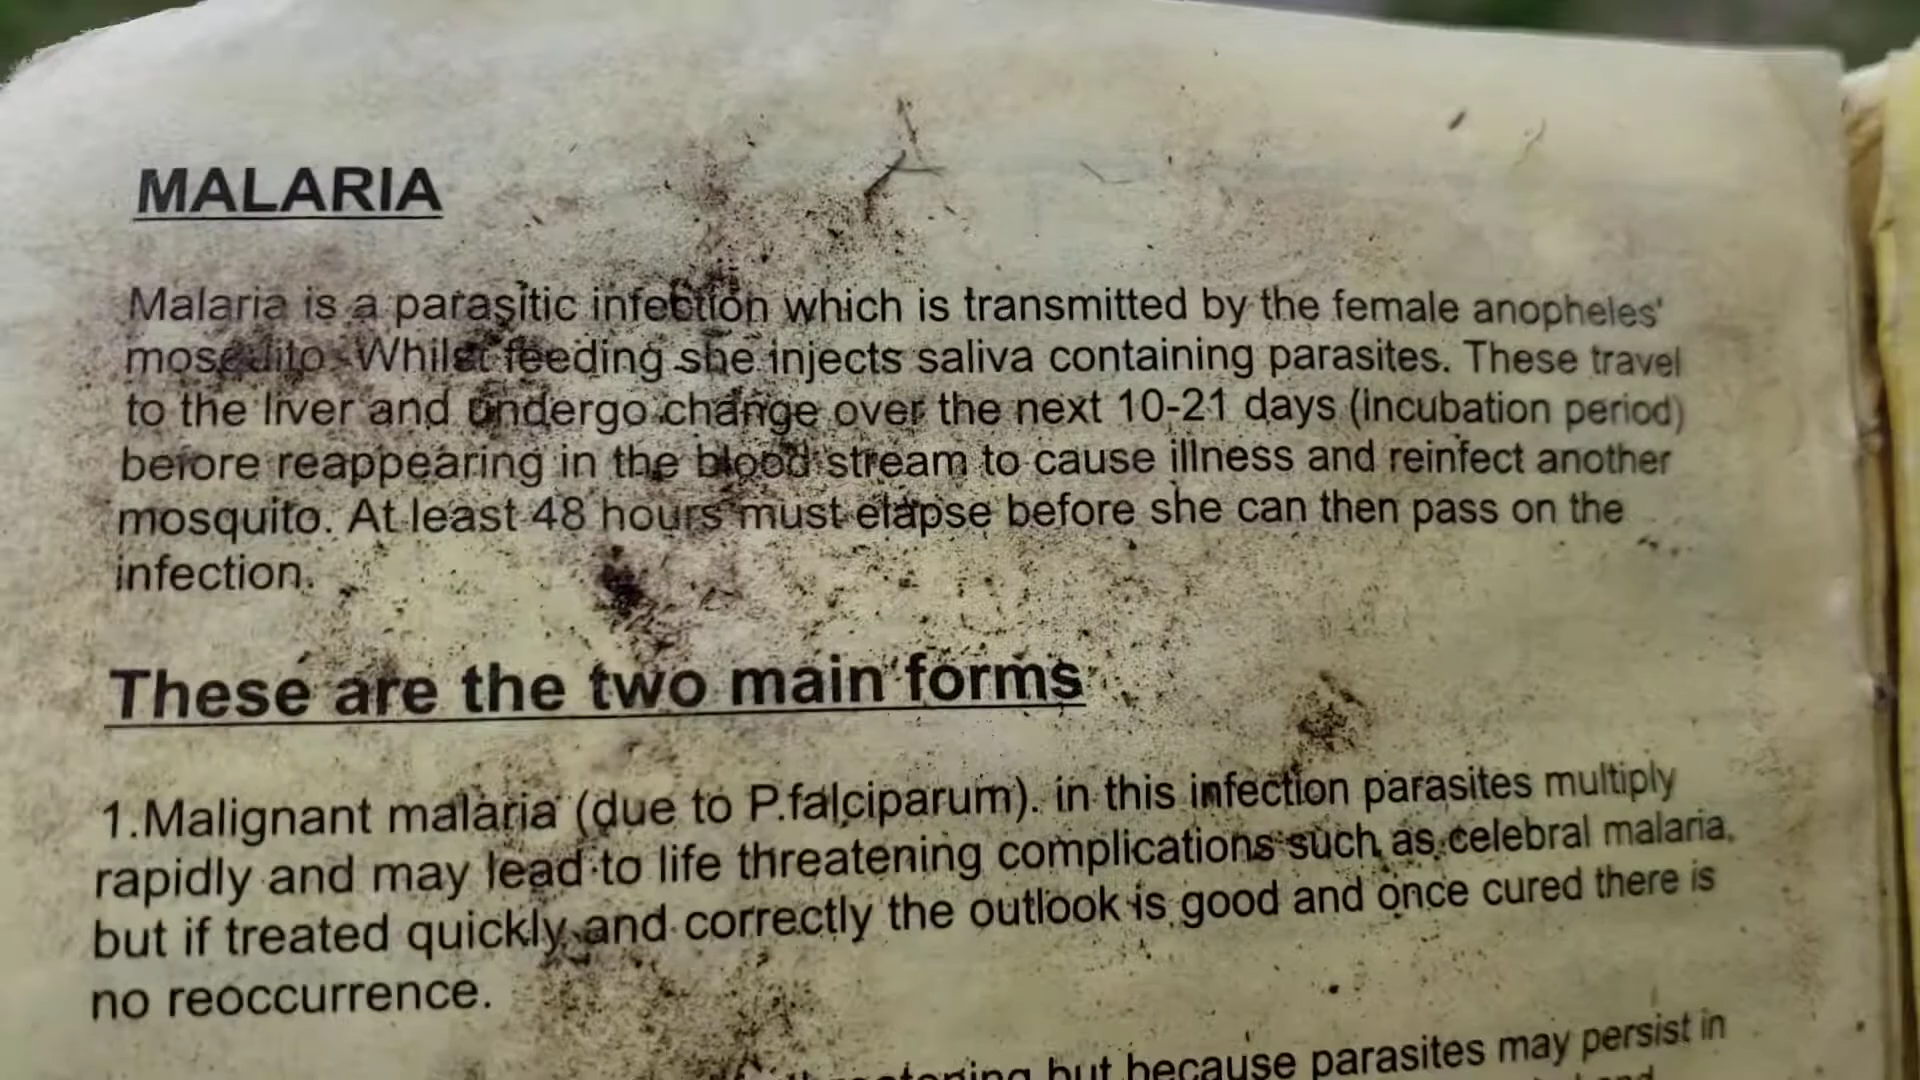 MALARIA
Malaria is a parasitic infection which is transmitted by the female anopheles'
mosquito. Whilst feeding she injects saliva containing parasites. These travel
to the liver and undergo change over the next 10-21 days (incubation period)
before reappearing in the blood stream to cause illness and reinfect another
mosquito. At least 48 hours must elapse before she can then pass on the
infection.
These are the two main forms
1.Malignant malaria (due to P.falciparum). in this infection parasites multiply
rapidly and may lead to life threatening complications such as celebral malaria,
but if treated quickly and correctly the outlook is good and once cured there is
no reoccurrence.
but because parasites may persist in